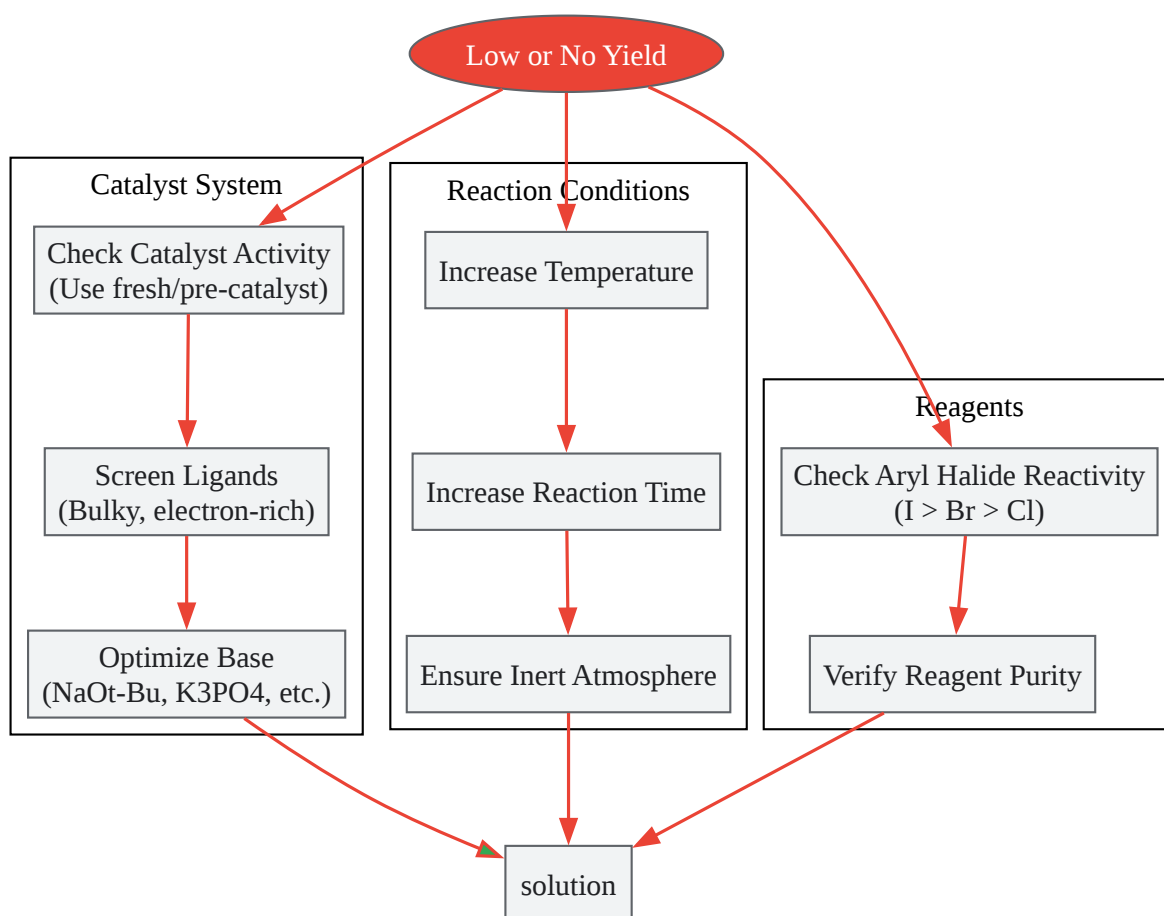 Low or No Yield
Catalyst System
Check Catalyst Activity
(Use fresh/pre-catalyst)
Screen Ligands
(Bulky, electron-rich)
Optimize Base
(NaOt-Bu, K3PO4, etc.)
Reaction Conditions
Increase Temperature
Increase Reaction Time
Ensure Inert Atmosphere
Reagents
Check Aryl Halide Reactivity
(I > Br > Cl)
Verify Reagent Purity
solution